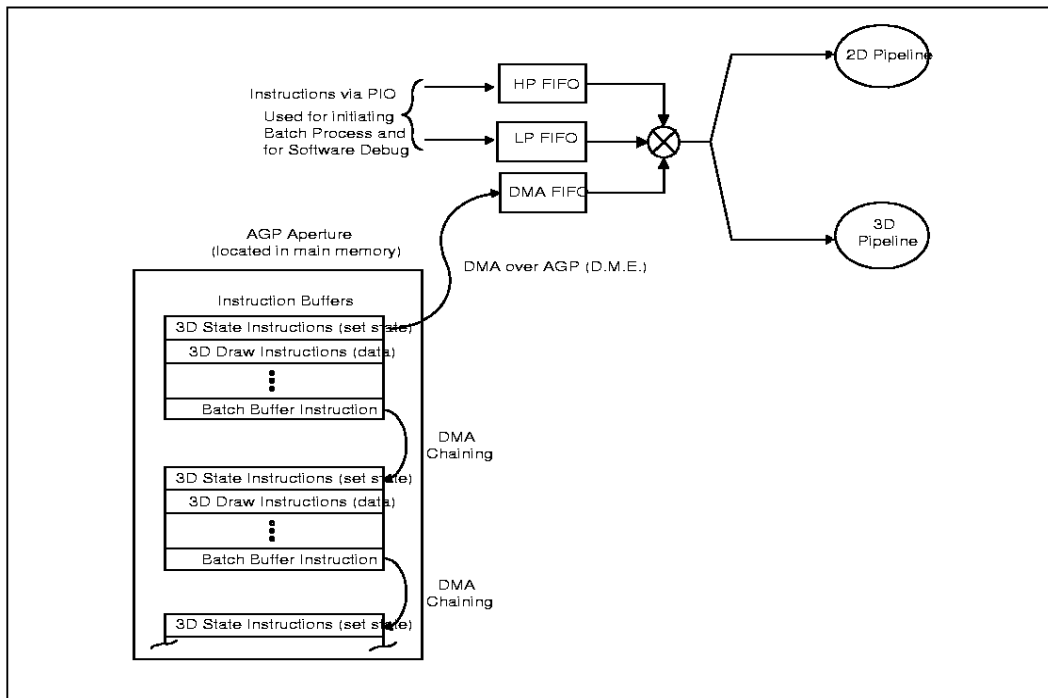 2D Pipeline
HP FIFO
Instructions via PIO
Used for initiating
Batch Process and
for Software Debug
LP FIFO
DMA FIFO
3D
Pipeline
AGP Aperture
(located in main memory)
DMA over AGP (D.M.E.)
Instruction Buffers
3D State Instructions (set state)
3D Draw Instructions (data)
Batch Buffer Instruction
DMA
Chaining
3D State Instructions (set state)
3D Draw Instructions (data)
Batch Buffer Instruction
DMA
Chaining
3D State Instructions (set state)